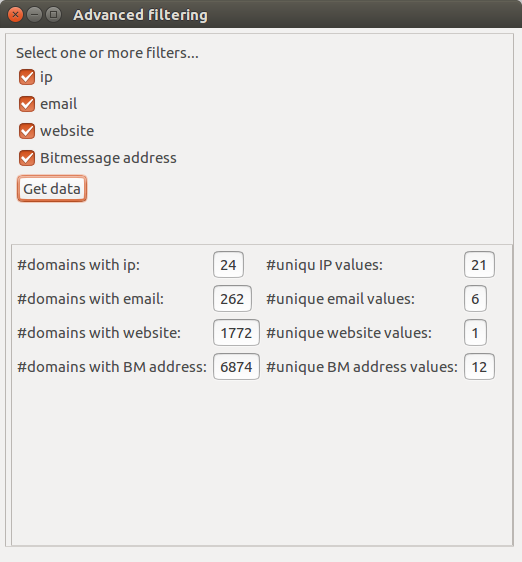 Advanced filtering
Select one or more filters...
ip
email
website
Bitmessage address
Get data
#domains with ip: 24 #uniqu IP values: 21
#domains with email: 262 #unique email values: 6
#domains with website: 1772 #unique website values: 1
#domains with BM address: 6874 #unique BM address values: 12